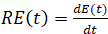 RE(t) = dE(t)/dt